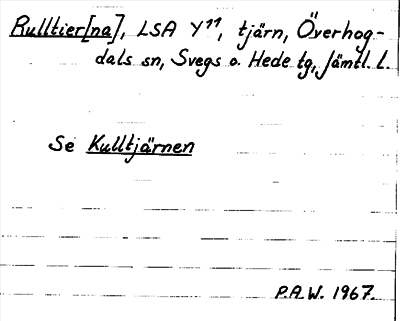 Rulltier[na], LSA Y¹¹, tjärn, Överhog-
dals sn, Svegs o. Hede tg, Jämtl. l.
Se Kulltjärnen
P.A.W. 1967.